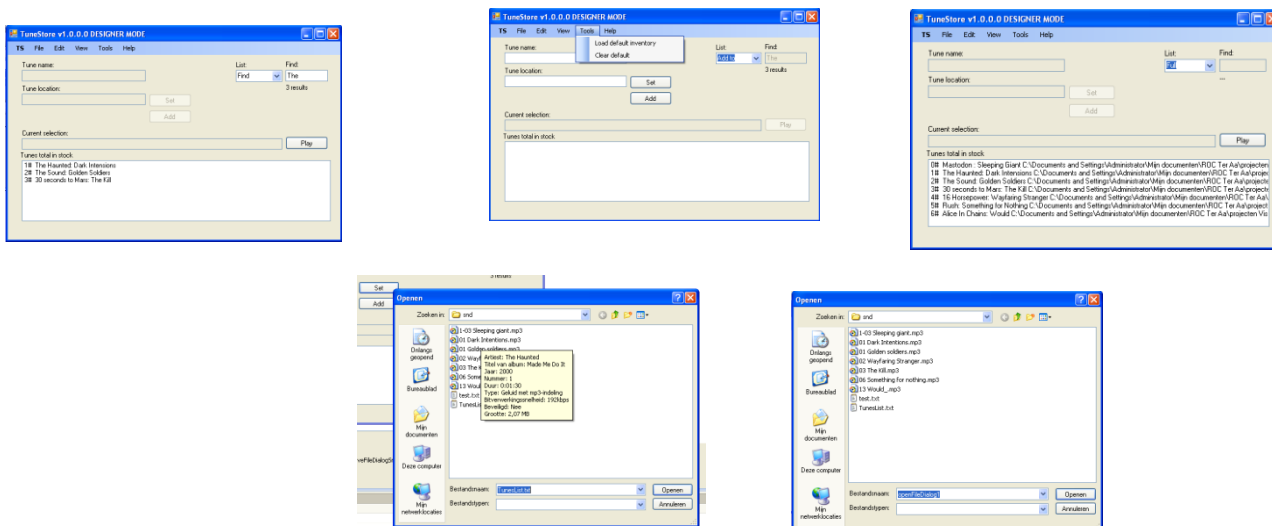 TuneStore v1.0.0.0 DESIGNER MODE
TS File Edit View Tools Help
Tune name:
List: Find:
Find The
3 results
Tune location:
Set
Add
Current selection:
Play
Tunes total in stock
1# The Haunted: Dark Intensions
2# The Sound: Golden Soldiers
3# 30 seconds to Mars: The Kill
TuneStore v1.0.0.0 DESIGNER MODE
TS File Edit View Tools Help
Load default inventory
Clear default
Tune name:
List: Find:
Add to The
3 results
Tune location:
Set
Add
Current selection:
Play
Tunes total in stock
TuneStore v1.0.0.0 DESIGNER MODE
TS File Edit View Tools Help
Tune name:
List: Find:
Full
...
Tune location:
Set
Add
Current selection:
Play
Tunes total in stock
0# Mastodon : Sleeping Giant C:\Documents and Settings\Administrator\Mijn documenten\ROC Ter Aa\projecten
1# The Haunted: Dark Intensions C:\Documents and Settings\Administrator\Mijn documenten\ROC Ter Aa\projec
2# The Sound: Golden Soldiers C:\Documents and Settings\Administrator\Mijn documenten\ROC Ter Aa\projecte
3# 30 seconds to Mars: The Kill C:\Documents and Settings\Administrator\Mijn documenten\ROC Ter Aa\projecte
4# 16 Horsepower: Wayfaring Stranger C:\Documents and Settings\Administrator\Mijn documenten\ROC Ter Aa\
5# Rush: Something for Nothing C:\Documents and Settings\Administrator\Mijn documenten\ROC Ter Aa\project
6# Alice In Chains: Would C:\Documents and Settings\Administrator\Mijn documenten\ROC Ter Aa\projecten Vis
3 results
Set
Add
Openen
Zoeken in: snd
Onlangs geopend
Bureaublad
Mijn documenten
Deze computer
Mijn netwerklocaties
1-03 Sleeping giant.mp3
01 Dark Intensions.mp3
01 Golden soldiers.mp3
02 Wayf
03 The K
06 Some
13 Would
test.txt
TunesLis
Artiest: The Haunted
Titel van album: Made Me Do It
Jaar: 2000
Nummer: 1
Duur: 0:01:30
Type: Geluid met mp3-indeling
Bitverwerkingssnelheid: 192kbps
Beveiligd: Nee
Grootte: 2,07 MB
Bestandsnaam: TunesList.txt Openen
Bestandstypen: Annuleren
Openen
Zoeken in: snd
Onlangs geopend
Bureaublad
Mijn documenten
Deze computer
Mijn netwerklocaties
1-03 Sleeping giant.mp3
01 Dark Intensions.mp3
01 Golden soldiers.mp3
02 Wayfaring Stranger.mp3
03 The Kill.mp3
06 Something for nothing.mp3
13 Would_.mp3
test.txt
TunesList.txt
Bestandsnaam: openFileDialog1 Openen
Bestandstypen: Annuleren